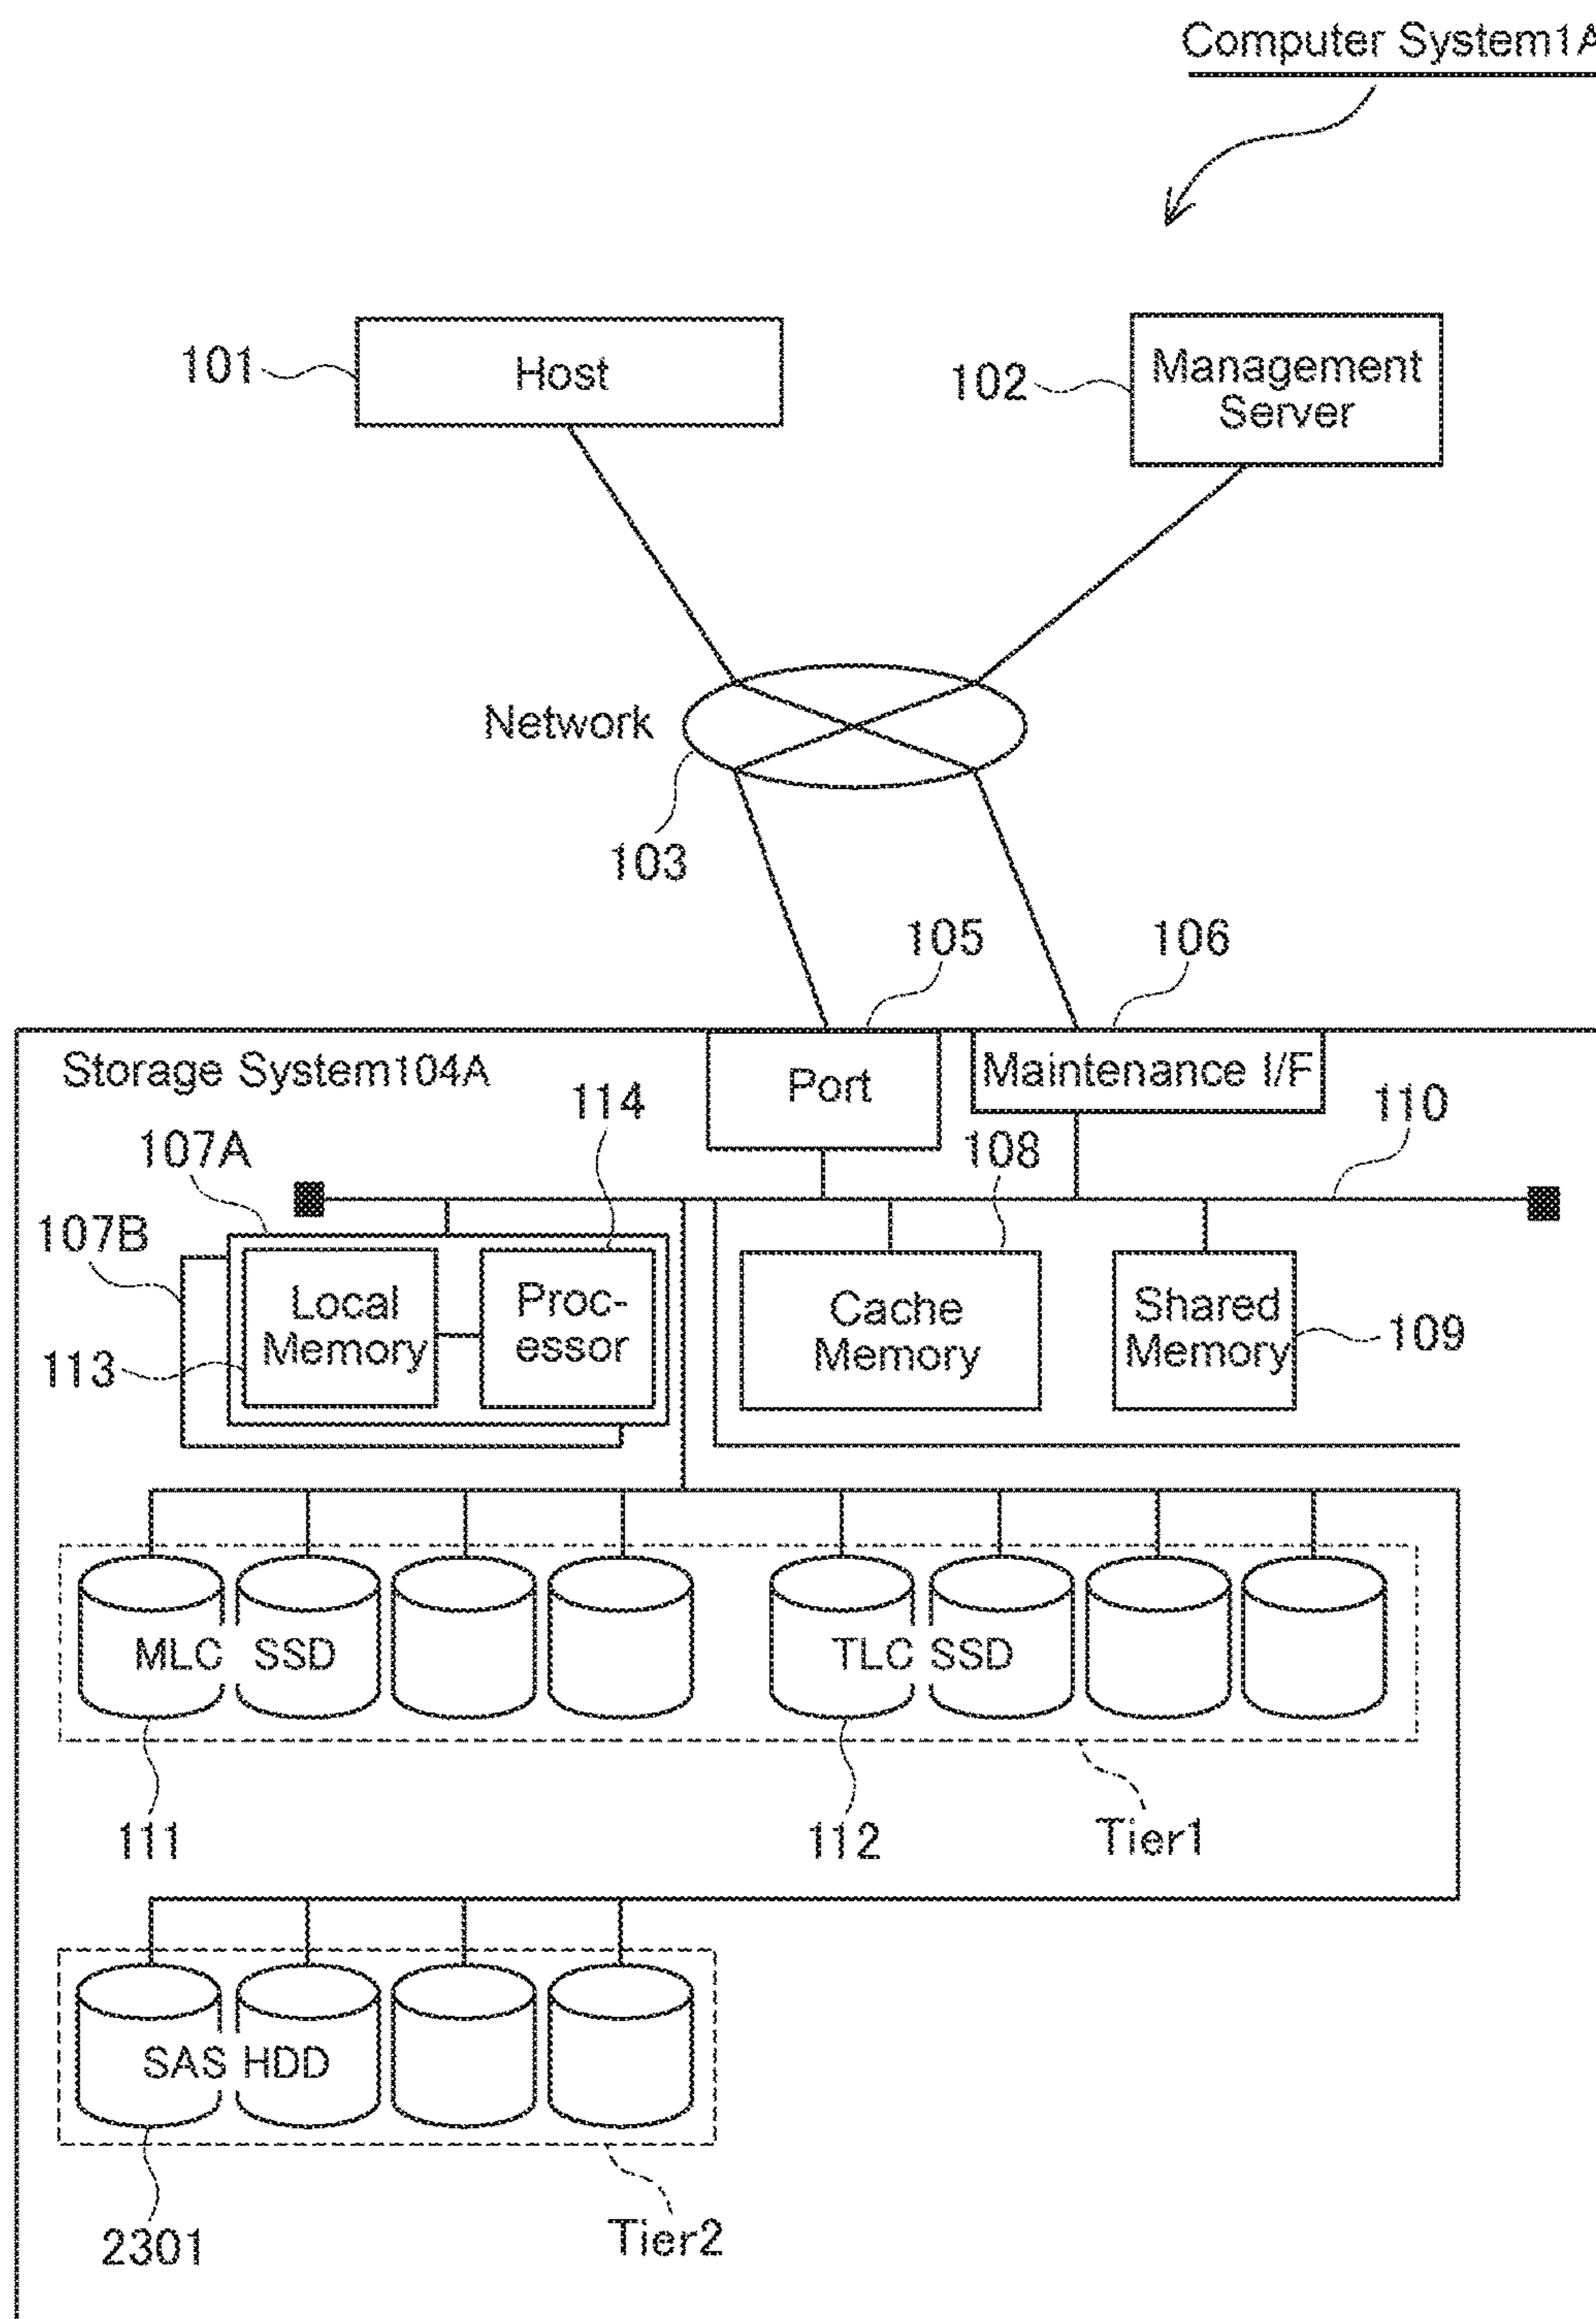 Computer System1A
101
Host
102
Management
Server
Network
103
105
106
Storage System104A
Port
Maintenance I/F
114
110
107A
108
107B
Local
Memory
Proc-
essor
Cache
Memory
Shared
Memory
109
113
MLC SSD
TLC SSD
111
112
Tier1
SAS HDD
2301
Tier2